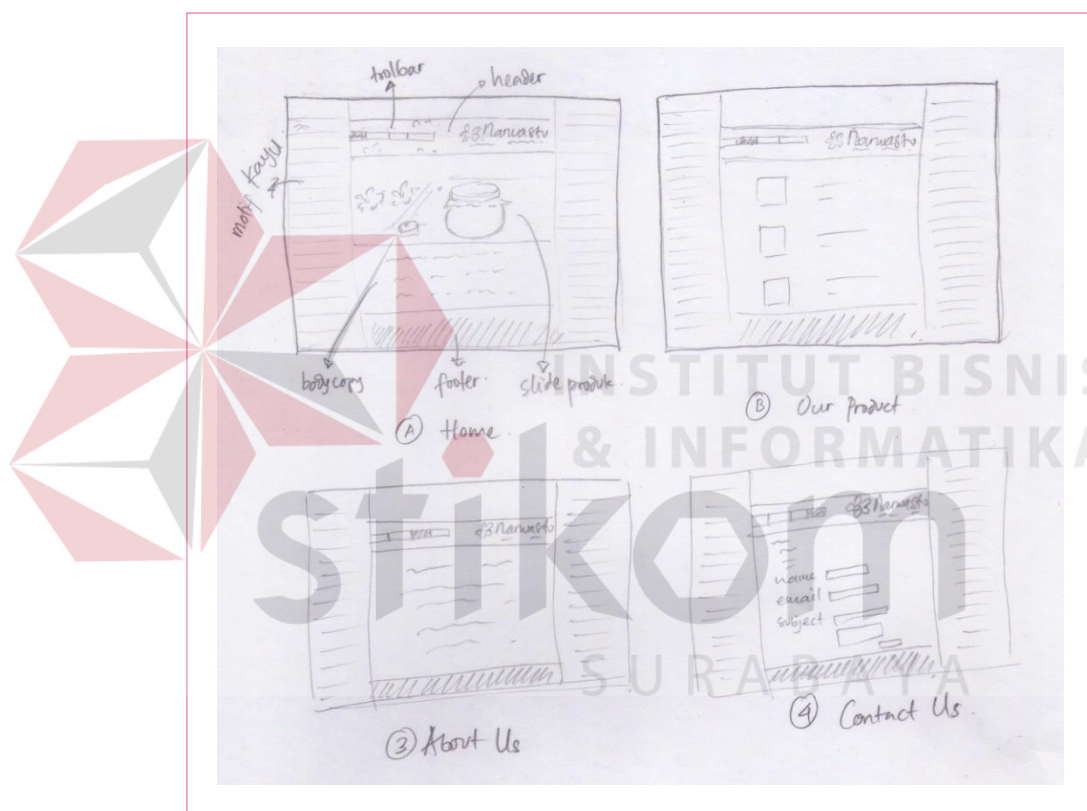 toolbar
header
motif kayu
Narwastu
Narwastu
bodycopy
footer.
slide produk.
Ⓐ Home.
Ⓑ Our Product.
INSTITUT BISNIS
& INFORMATIKA
stikom
SURABAYA
Narwastu
Narwastu
name
email
subject
③ About Us
④ Contact Us.